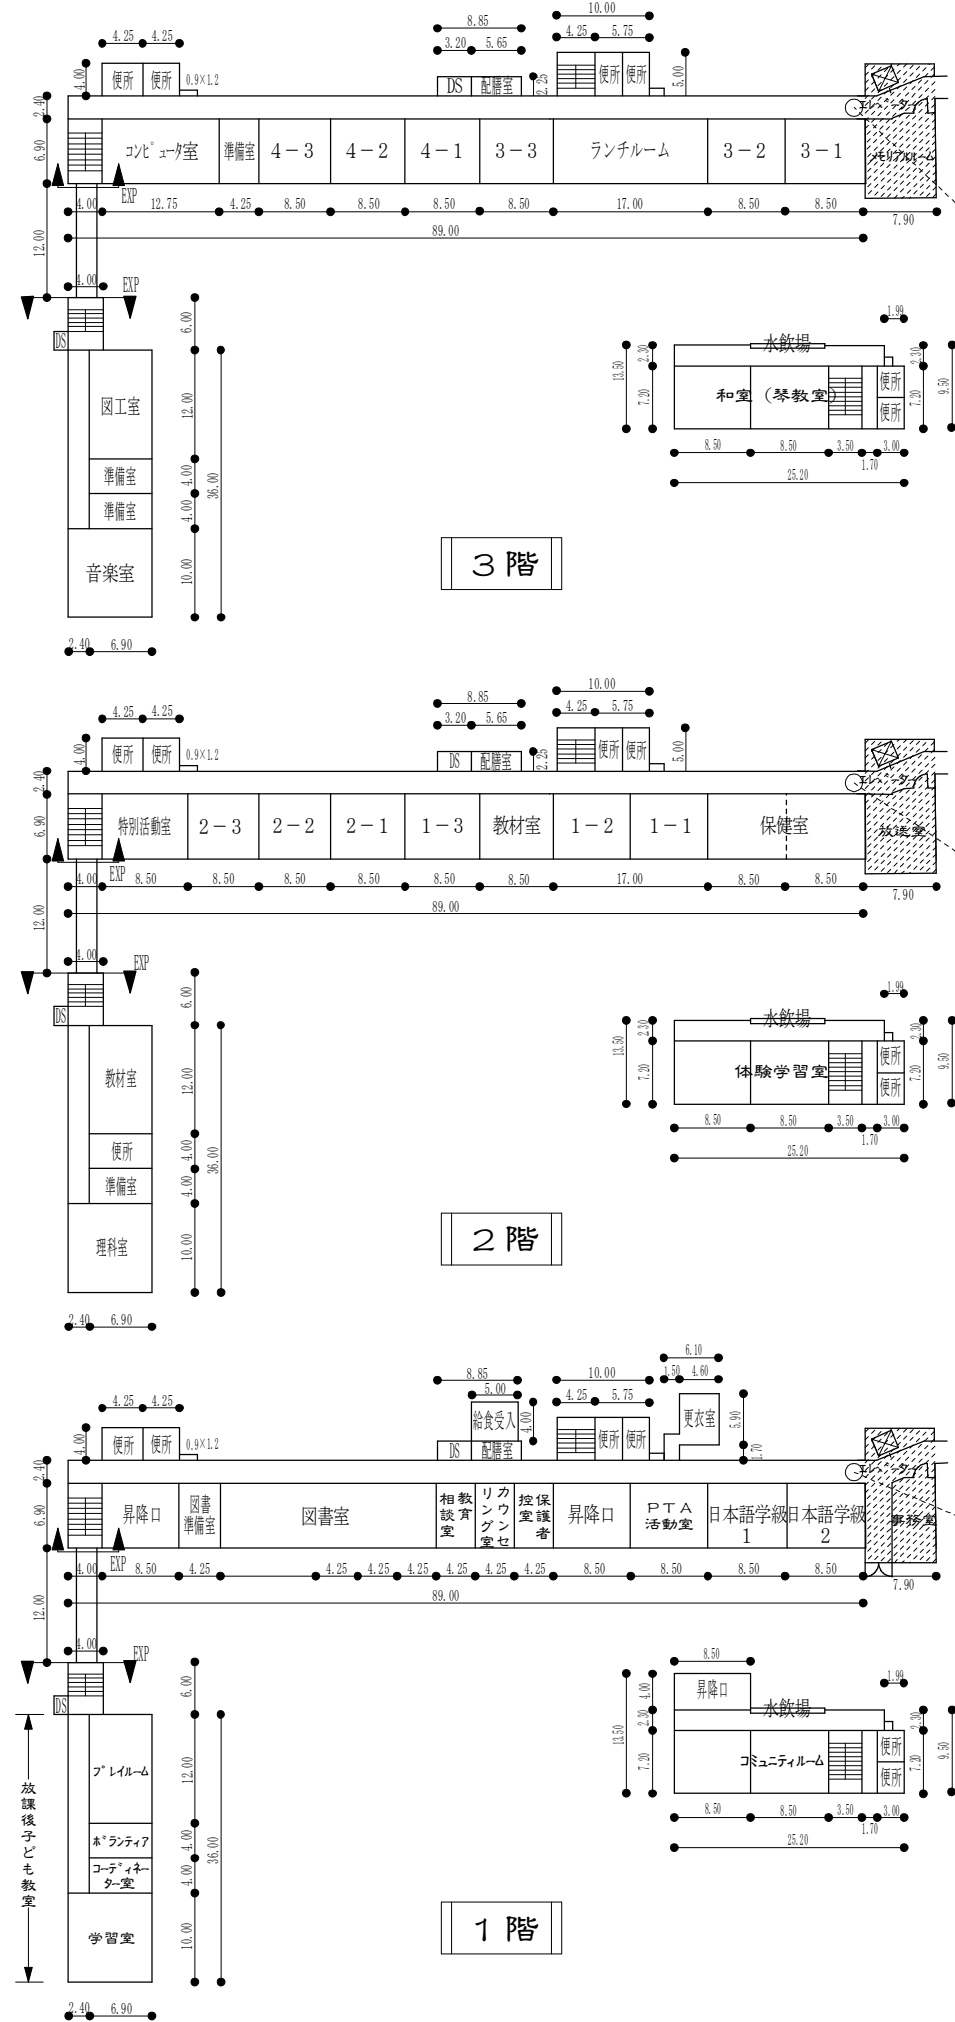 10.00
8.85
4.25 5.75
4.25 4.25
3.20 5.65
4.00
便所 便所
0.9×1.2
DS 配膳室
2.25
便所 便所
5.00
2.40
エレベーター
6.90
コンピュータ室 準備室 4-3 4-2 4-1 3-3 ランチルーム 3-2 3-1 メモリアルルーム
EXP
4.00 12.75 4.25 8.50 8.50 8.50 8.50 17.00 8.50 8.50 7.90
89.00
12.00
4.00 EXP
DS
6.00
図工室
12.00
準備室
4.00
準備室
4.00
36.00
音楽室
10.00
2.40 6.90
1.99
水飲場
13.50
2.30
7.20
和室(琴教室)
便所
便所
2.30
7.20
9.50
8.50 8.50 3.50 3.00
1.70
25.20
3階
10.00
8.85
4.25 5.75
4.25 4.25
3.20 5.65
4.00
便所 便所
0.9×1.2
DS 配膳室
2.25
便所 便所
5.00
2.40
エレベーター
6.90
特別活動室 2-3 2-2 2-1 1-3 教材室 1-2 1-1 保健室 放送室
EXP
4.00 8.50 8.50 8.50 8.50 8.50 8.50 17.00 8.50 8.50 7.90
89.00
12.00
4.00 EXP
DS
6.00
教材室
12.00
便所
4.00
準備室
4.00
36.00
理科室
10.00
2.40 6.90
1.99
水飲場
13.50
2.30
7.20
体験学習室
便所
便所
2.30
7.20
9.50
8.50 8.50 3.50 3.00
1.70
25.20
2階
6.10
8.85
10.00
1.50 4.60
5.00
4.25 5.75
4.25 4.25
給食受入
4.00
更衣室
5.90
4.00
便所 便所
0.9×1.2
DS 配膳室
便所 便所
1.70
2.40
エレベーター
6.90
昇降口
図書
準備室
図書室
教育
相談室
カウンセ
リング室
保護者
控室
昇降口
PTA
活動室
日本語学級
1
日本語学級
2
事務室
EXP
4.00 8.50 4.25 4.25 4.25 4.25 4.25 4.25 4.25 8.50 8.50 8.50 8.50 7.90
89.00
12.00
4.00 EXP
DS
6.00
放課後子ども教室
プレイルーム
12.00
ボランティア
4.00
コーディネー
ター室
4.00
36.00
学習室
10.00
2.40 6.90
8.50
昇降口
1.99
水飲場
13.50
4.00
2.30
7.20
コミュニティルーム
便所
便所
2.30
7.20
9.50
8.50 8.50 3.50 3.00
1.70
25.20
1階